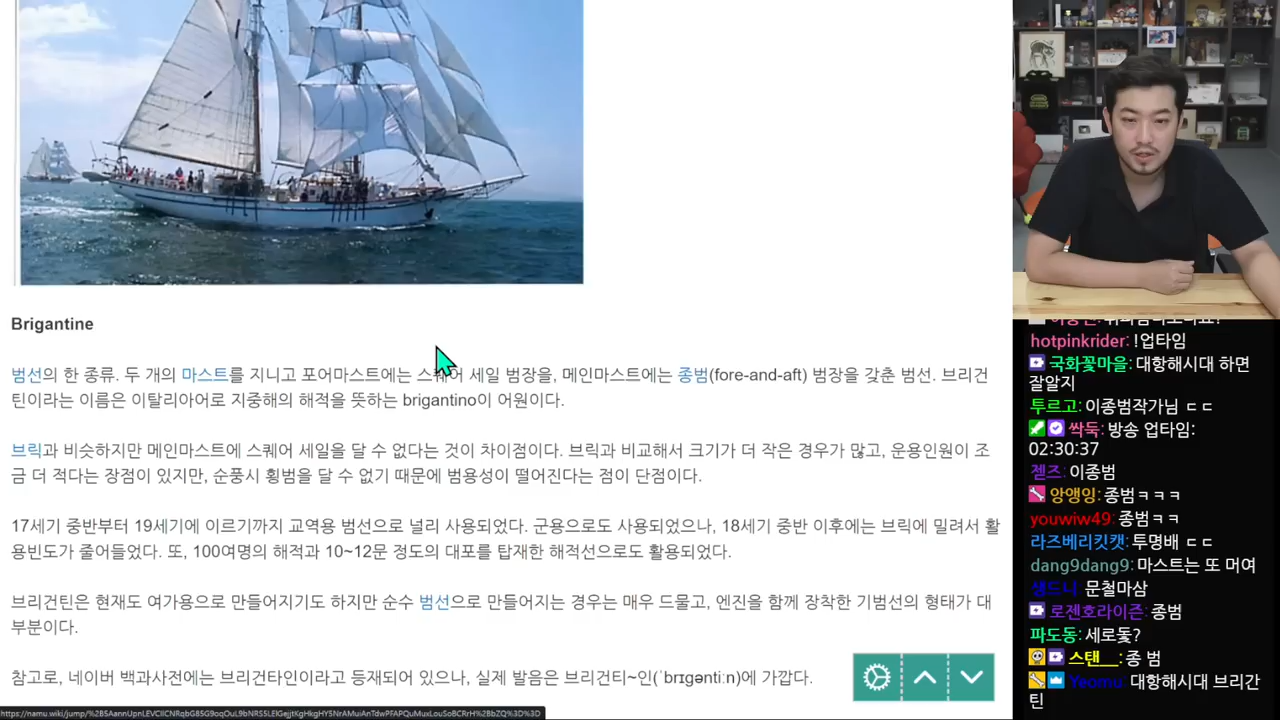 Brigantine
범선의 한 종류. 두 개의 마스트를 지니고 포어마스트에는 스퀘어 세일 범장을, 메인마스트에는 종범(fore-and-aft) 범장을 갖춘 범선. 브리건
틴이라는 이름은 이탈리아어로 지중해의 해적을 뜻하는 brigantino이 어원이다.
브릭과 비슷하지만 메인마스트에 스퀘어 세일을 달 수 없다는 것이 차이점이다. 브릭과 비교해서 크기가 더 작은 경우가 많고, 운용인원이 조
금 더 적다는 장점이 있지만, 순풍시 횡범을 달 수 없기 때문에 범용성이 떨어진다는 점이 단점이다.
17세기 중반부터 19세기에 이르기까지 교역용 범선으로 널리 사용되었다. 군용으로도 사용되었으나, 18세기 중반 이후에는 브릭에 밀려서 활
용빈도가 줄어들었다. 또, 100여명의 해적과 10~12문 정도의 대포를 탑재한 해적선으로도 활용되었다.
브리건틴은 현재도 여가용으로 만들어지기도 하지만 순수 범선으로 만들어지는 경우는 매우 드물고, 엔진을 함께 장착한 기범선의 형태가 대
부분이다.
참고로, 네이버 백과사전에는 브리건타인이라고 등재되어 있으나, 실제 발음은 브리건티~인(ˈbrɪgənti:n)에 가깝다.
hotpinkrider: !업타임
국화꽃마을: 대항해시대 하면
잘알지
투르고: 이종범작가님 ㄷㄷ
싹둑: 방송 업타임:
02:30:37
젤즈: 이종범
앙앵잉: 종범ㅋㅋㅋ
youwiw49: 종범ㅋㅋ
라즈베리킷캣: 투명배 ㄷㄷ
dang9dang9: 마스트는 또 머여
생드니: 문철마삼
로젠호라이즌: 종범
파도동: 세로돛?
스탠__: 종 범
Yeomu: 대항해시대 브리간
틴